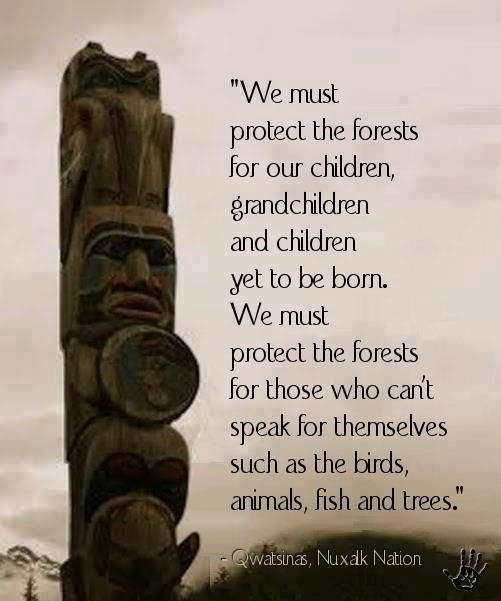 "We must
protect the forests
for our children,
grandchildren
and children
yet to be born.
We must
protect the forests
for those who can't
speak for themselves
such as the birds,
animals, fish and trees."
- Qwatsinas, Nuxalk Nation